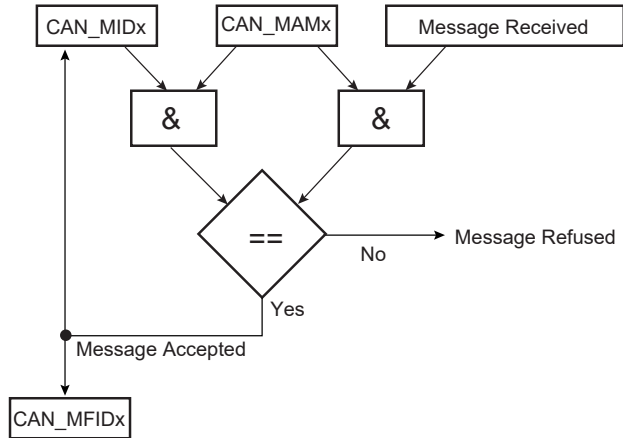 CAN_MIDx
CAN_MAMx
Message Received
&
&
==
No
Message Refused
Yes
Message Accepted
CAN_MFIDx